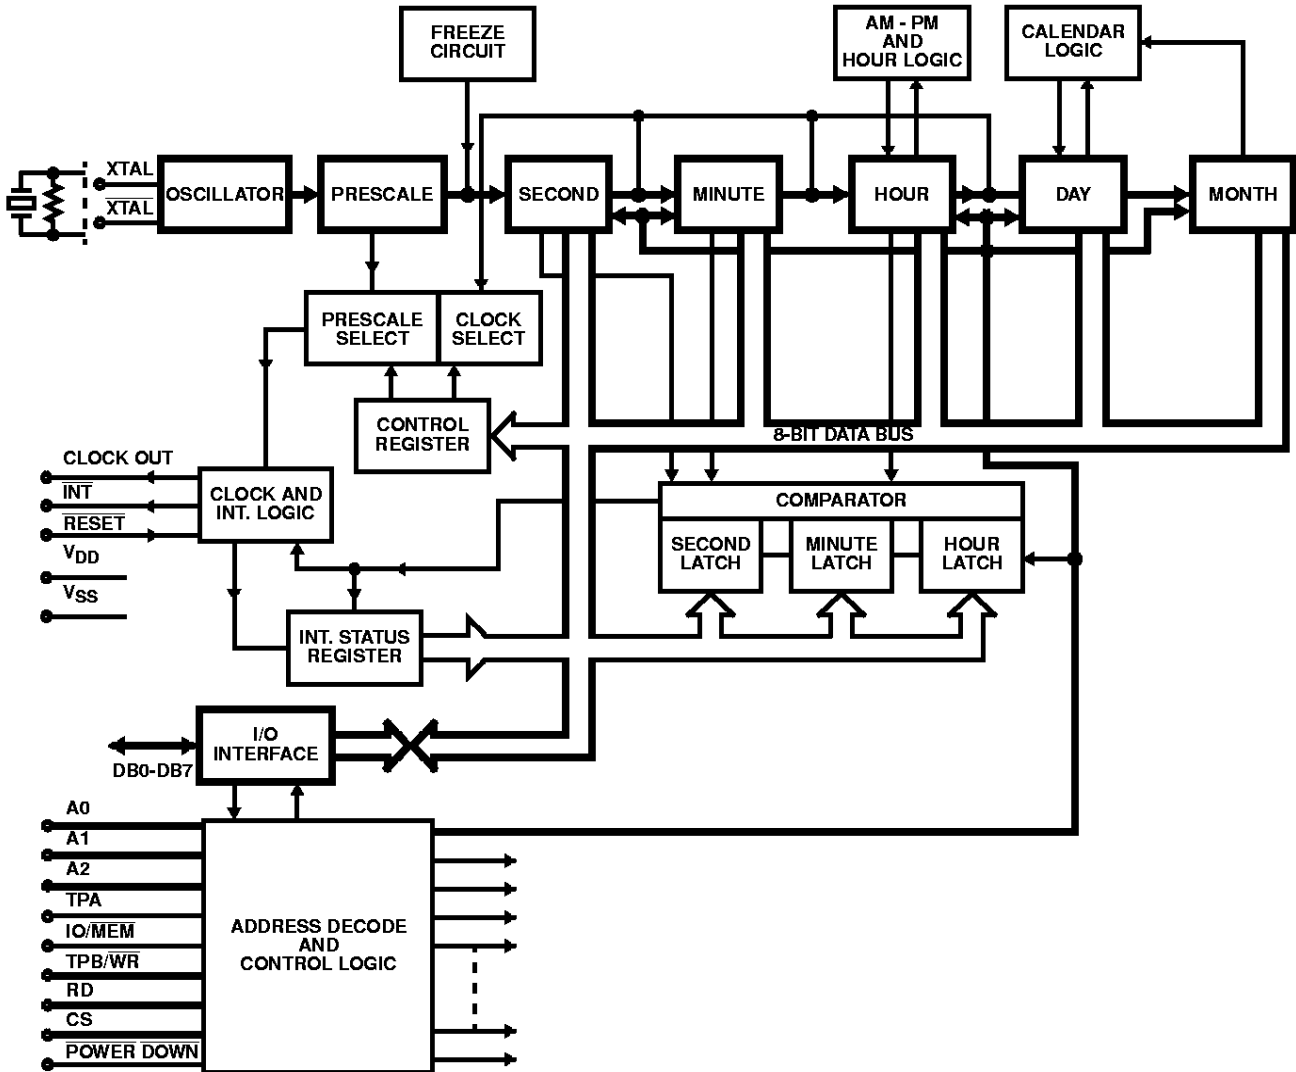 FREEZE
CIRCUIT
AM - PM
AND
HOUR LOGIC
CALENDAR
LOGIC
XTAL
XTAL
OSCILLATOR
PRESCALE
SECOND
MINUTE
HOUR
DAY
MONTH
PRESCALE
SELECT
CLOCK
SELECT
CONTROL
REGISTER
8-BIT DATA BUS
CLOCK OUT
INT
RESET
VDD
VSS
CLOCK AND
INT. LOGIC
COMPARATOR
SECOND
LATCH
MINUTE
LATCH
HOUR
LATCH
INT. STATUS
REGISTER
I/O
INTERFACE
DB0-DB7
A0
A1
A2
TPA
IO/MEM
TPB/WR
RD
CS
POWER DOWN
ADDRESS DECODE
AND
CONTROL LOGIC